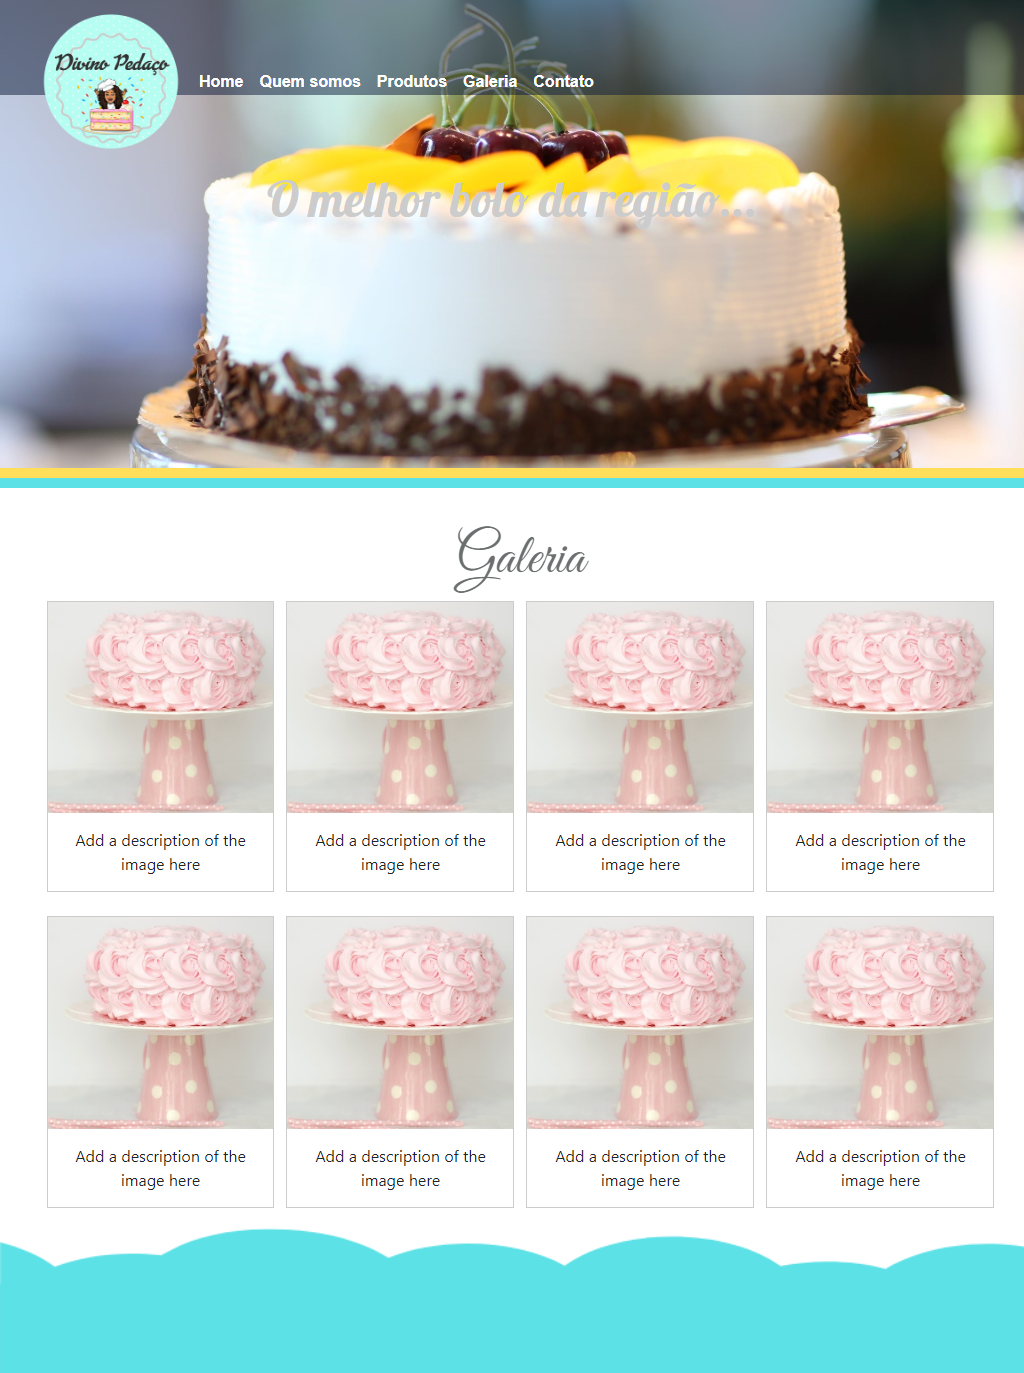 Divino Pedaço
Home Quem somos Produtos Galeria Contato
O melhor bolo da região...
Galeria
Add a description of the
image here
Add a description of the
image here
Add a description of the
image here
Add a description of the
image here
Add a description of the
image here
Add a description of the
image here
Add a description of the
image here
Add a description of the
image here